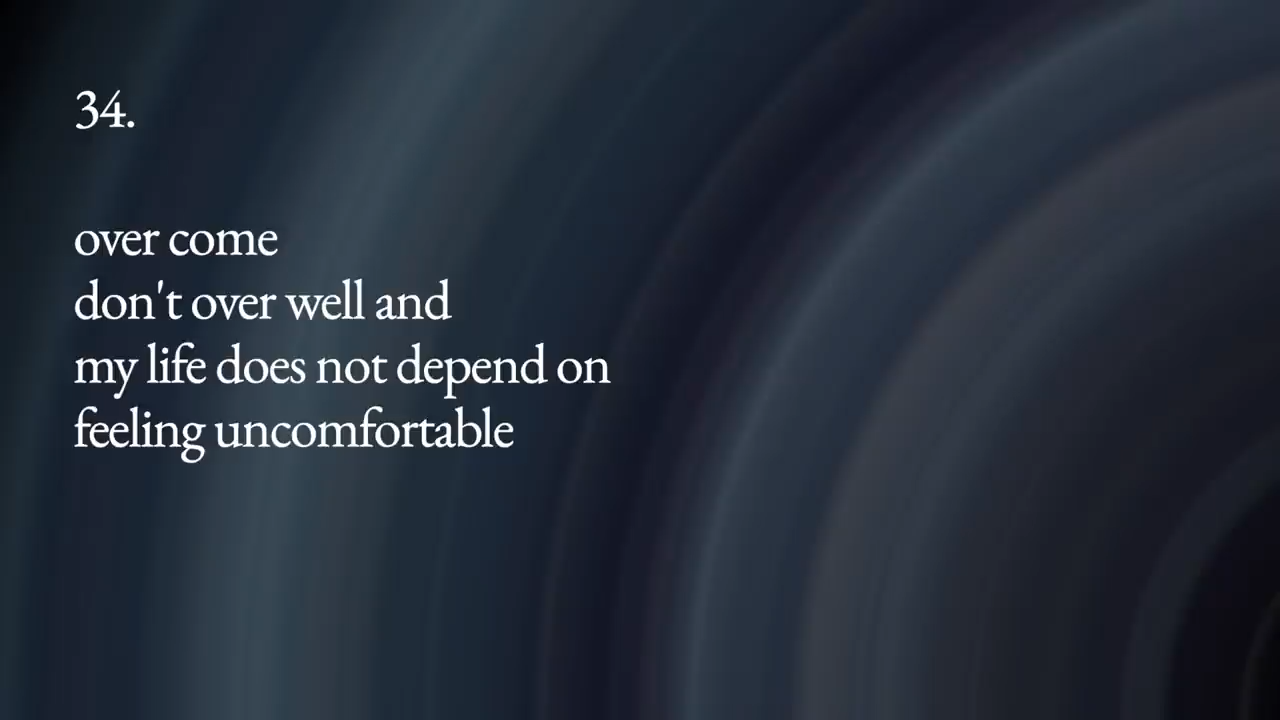 34.
over come
don't over well and
my life does not depend on
feeling uncomfortable